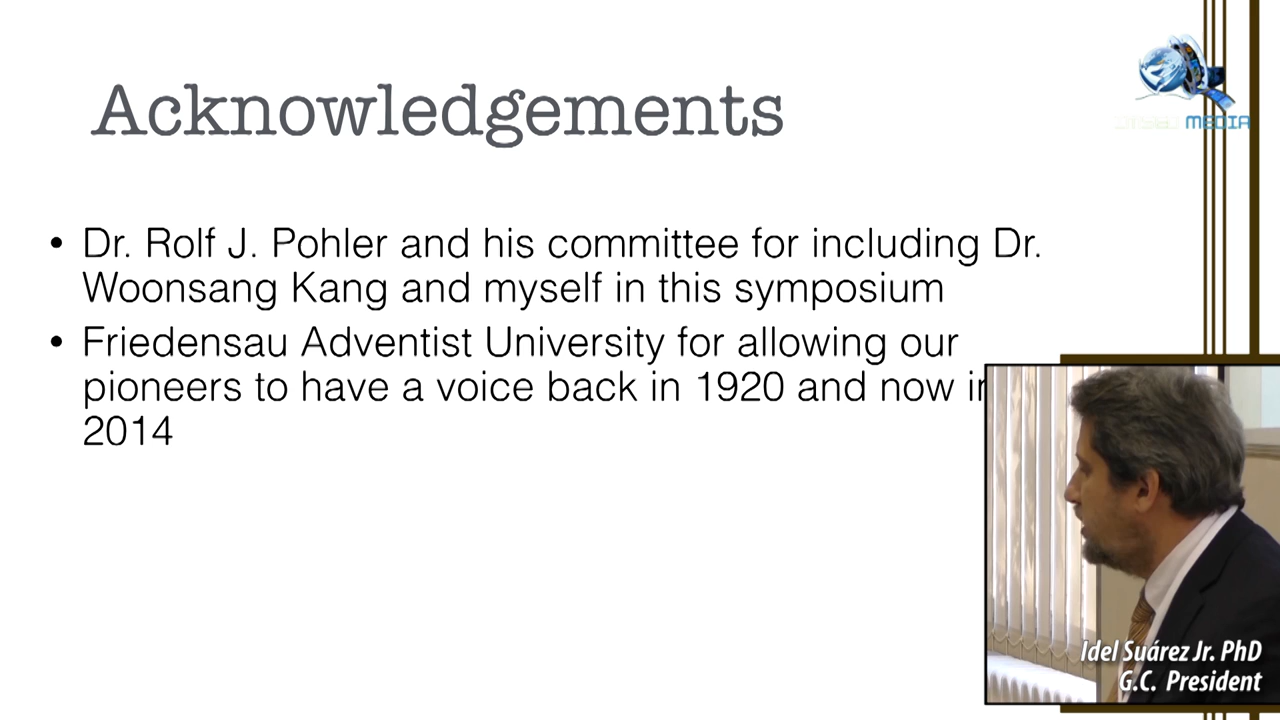 Acknowledgements
MEDIA
• Dr. Rolf J. Pohler and his committee for including Dr.
Woonsang Kang and myself in this symposium
• Friedensau Adventist University for allowing our
pioneers to have a voice back in 1920 and now
2014
Idel Suárez Jr. PhD
G.C. President